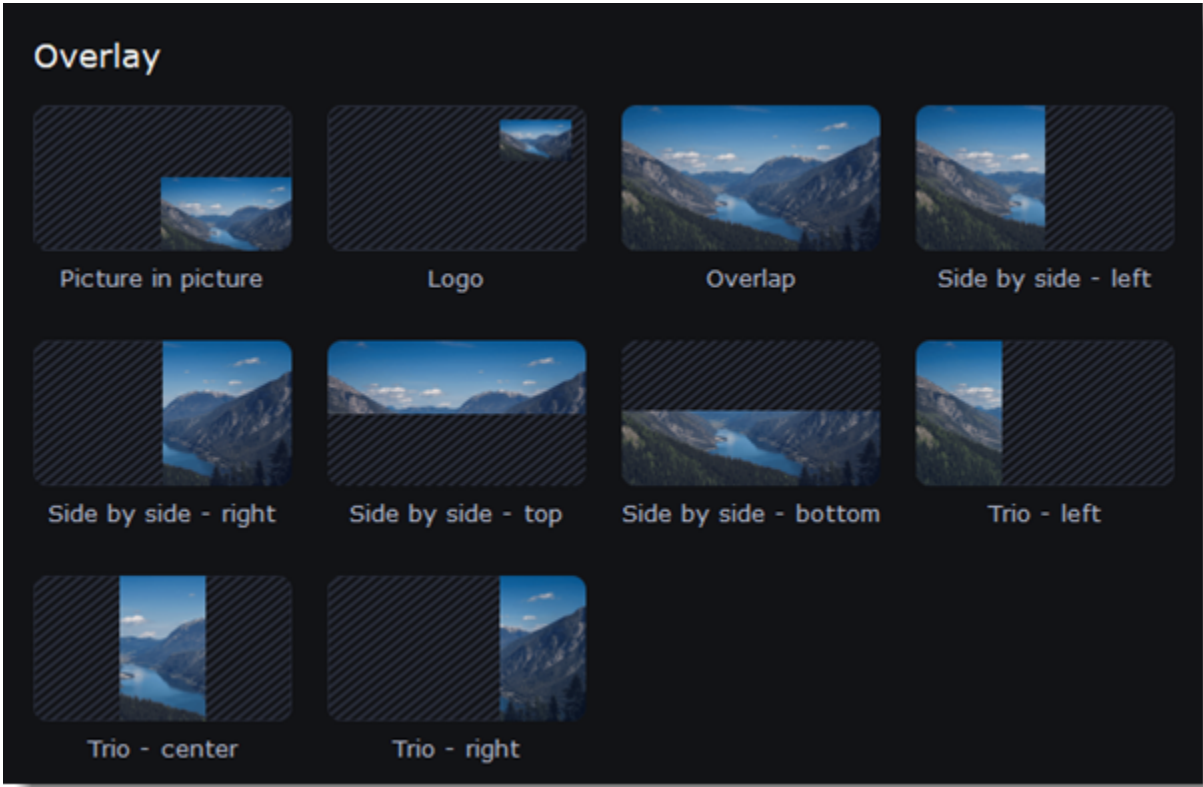 Overlay
Picture in picture
Logo
Overlap
Side by side - left
Side by side - right
Side by side - top
Side by side - bottom
Trio - left
Trio - center
Trio - right